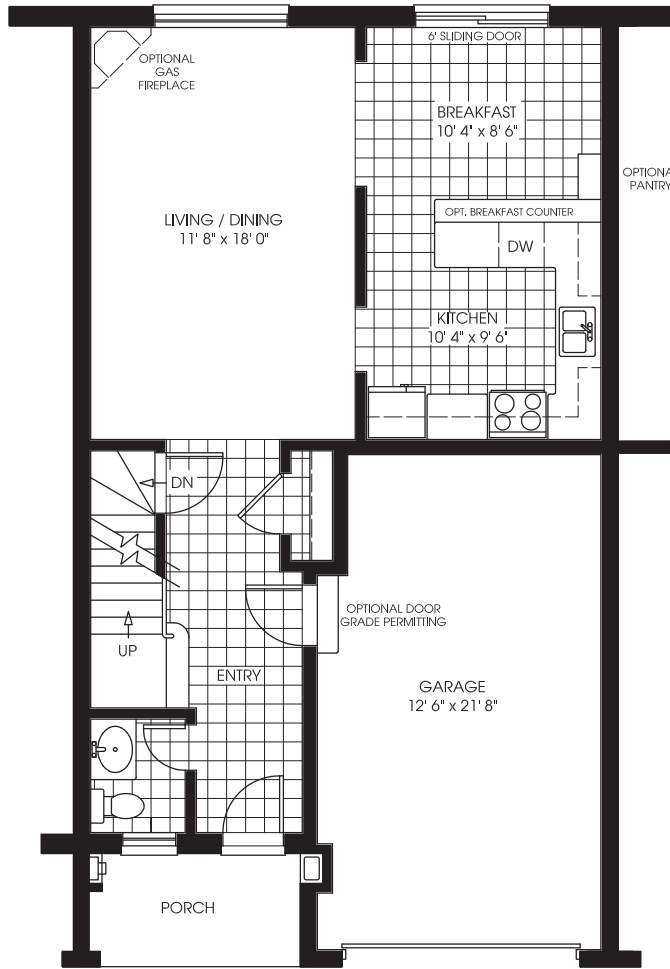 6' SLIDING DOOR
OPTIONAL
GAS
FIREPLACE
BREAKFAST
10' 4" x 8' 6"
OPTIONA
PANTRY
LIVING / DINING
11' 8" x 18' 0"
OPT. BREAKFAST COUNTER
DW
KITCHEN
10' 4" x 9' 6"
DN
OPTIONAL DOOR
GRADE PERMITTING
UP
ENTRY
GARAGE
12' 6" x 21' 8"
PORCH